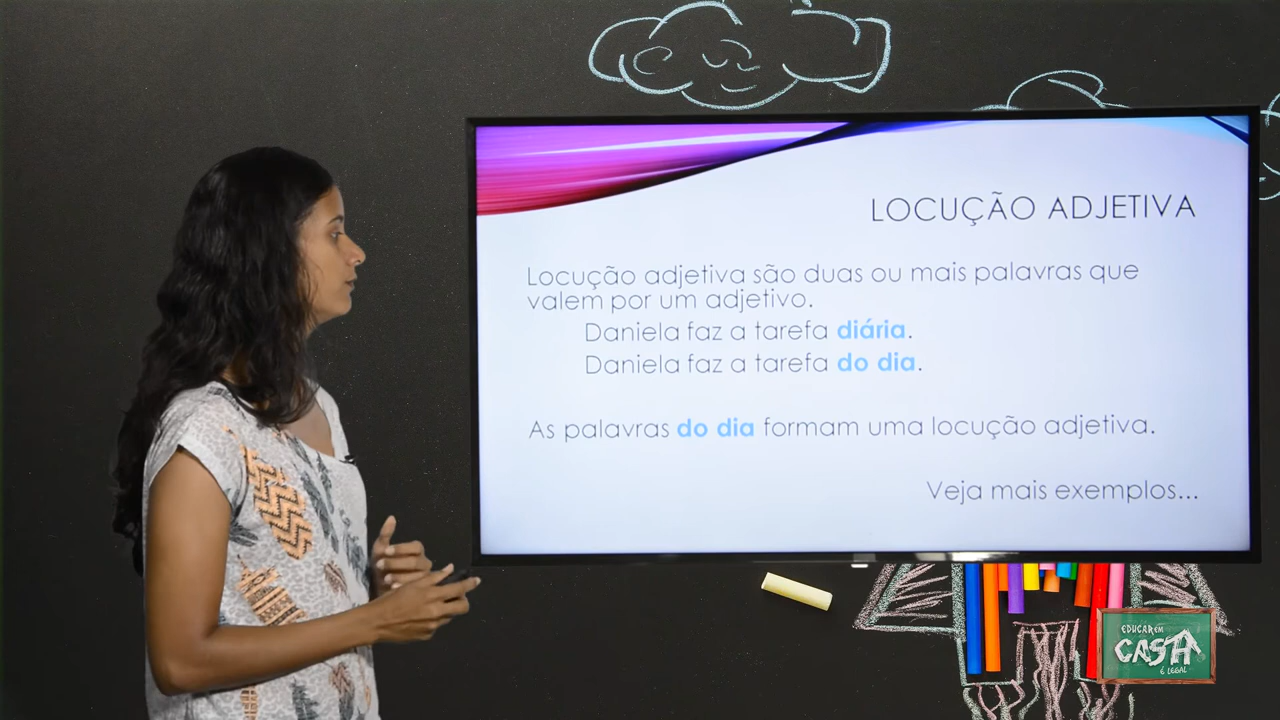 LOCUÇÃO ADJETIVA
Locução adjetiva são duas ou mais palavras que
valem por um adjetivo.
Daniela faz a tarefa diária.
Daniela faz a tarefa do dia.
As palavras do dia formam uma locução adjetiva.
Veja mais exemplos...
EDUCAR EM
CASA
É LEGAL